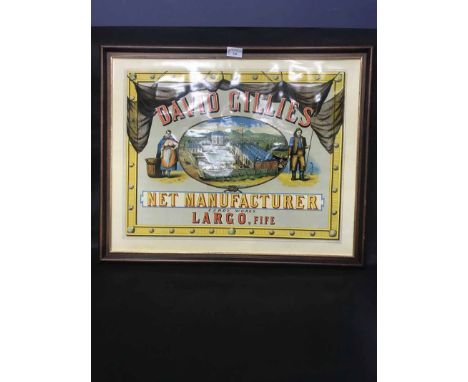 DAVID GILLIES
NET MANUFACTURER
LARGO, FIFE